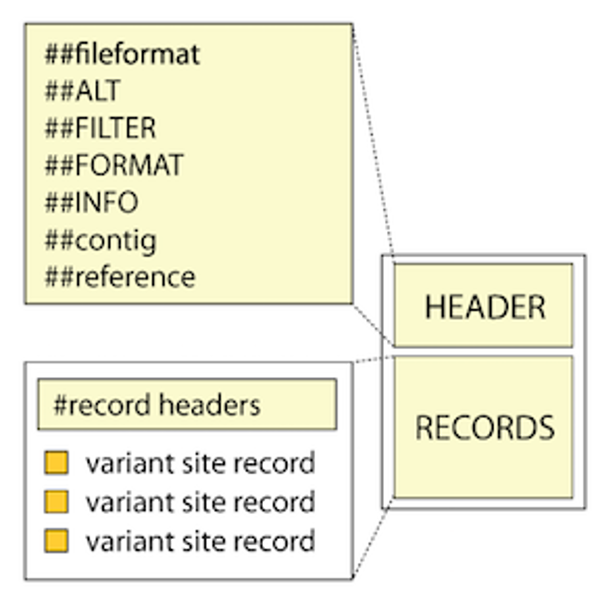 ##fileformat
##ALT
##FILTER
##FORMAT
##INFO
##contig
##reference
HEADER
RECORDS
#record headers
variant site record
variant site record
variant site record